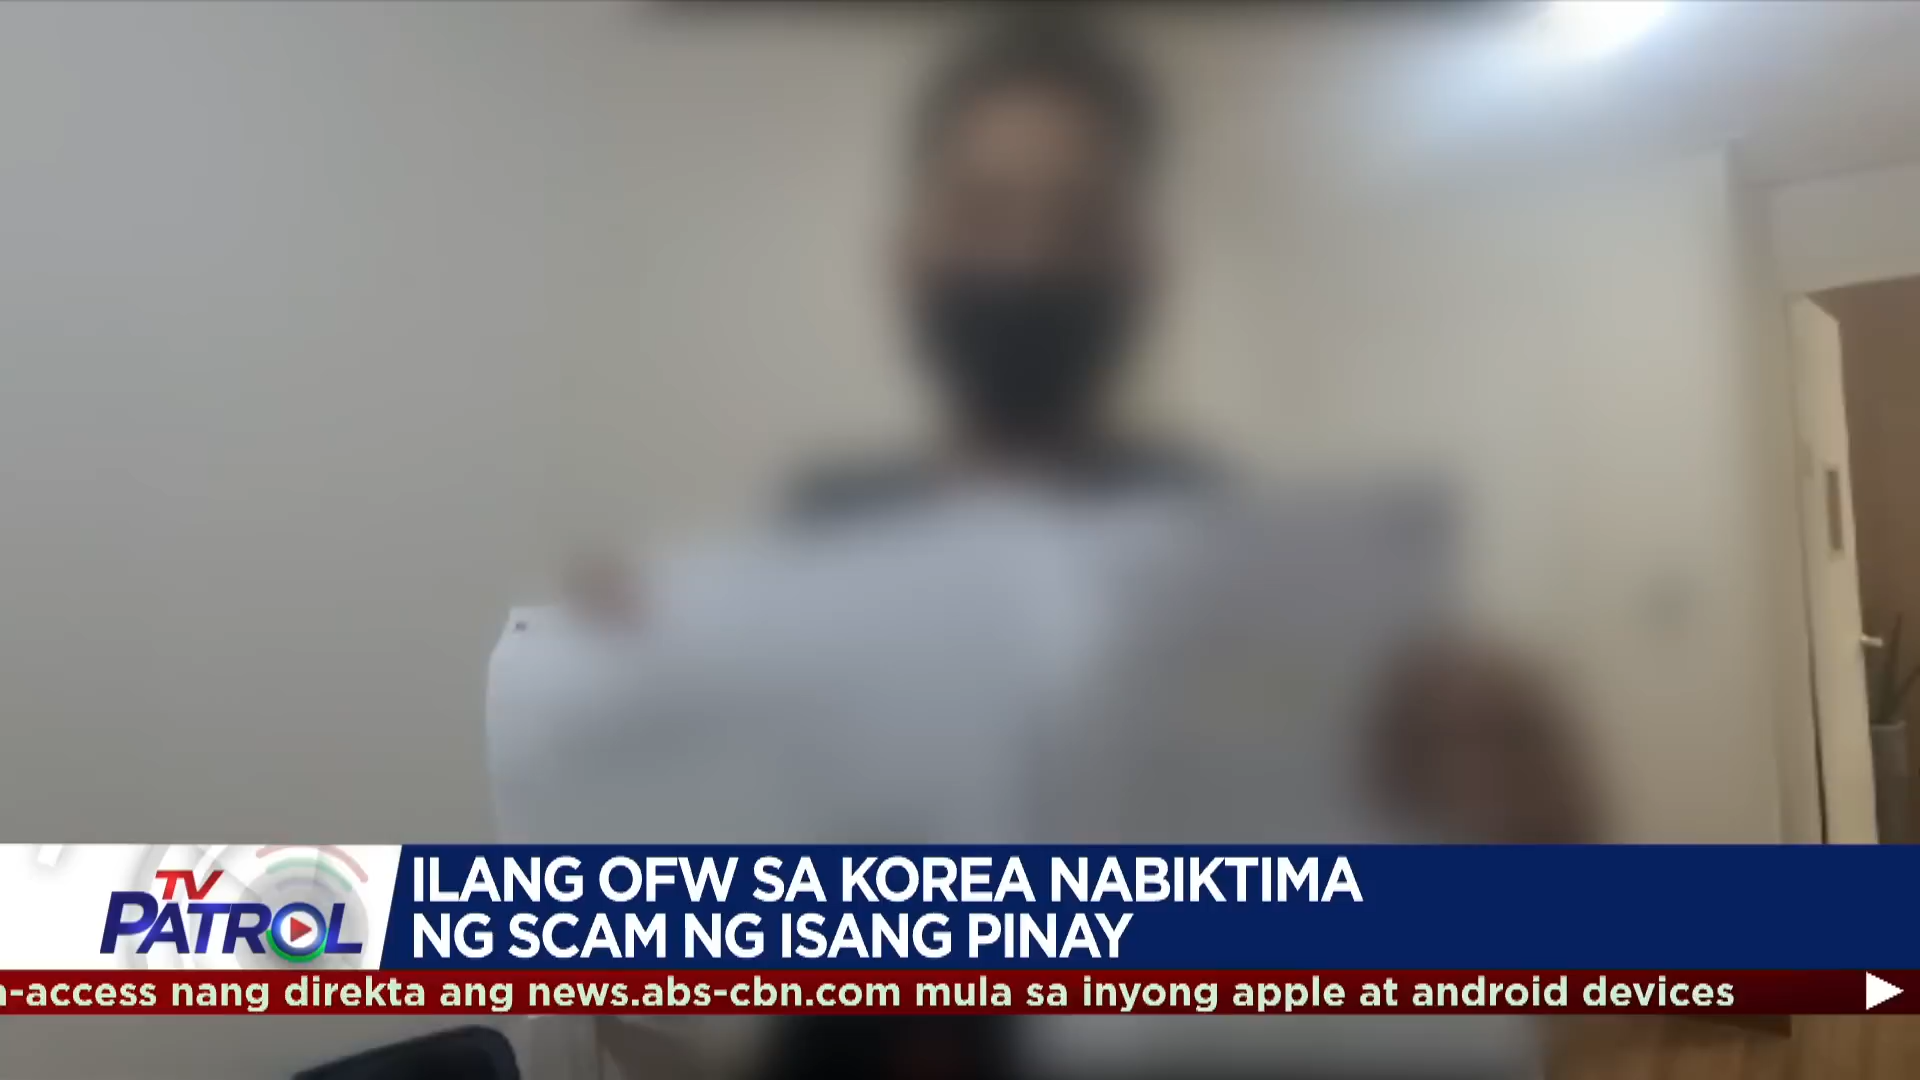 TV
PATROL
ILANG OFW SA KOREA NABIKTIMA
NG SCAM NG ISANG PINAY
-access nang direkta ang news.abs-cbn.com mula sa inyong apple at android devices